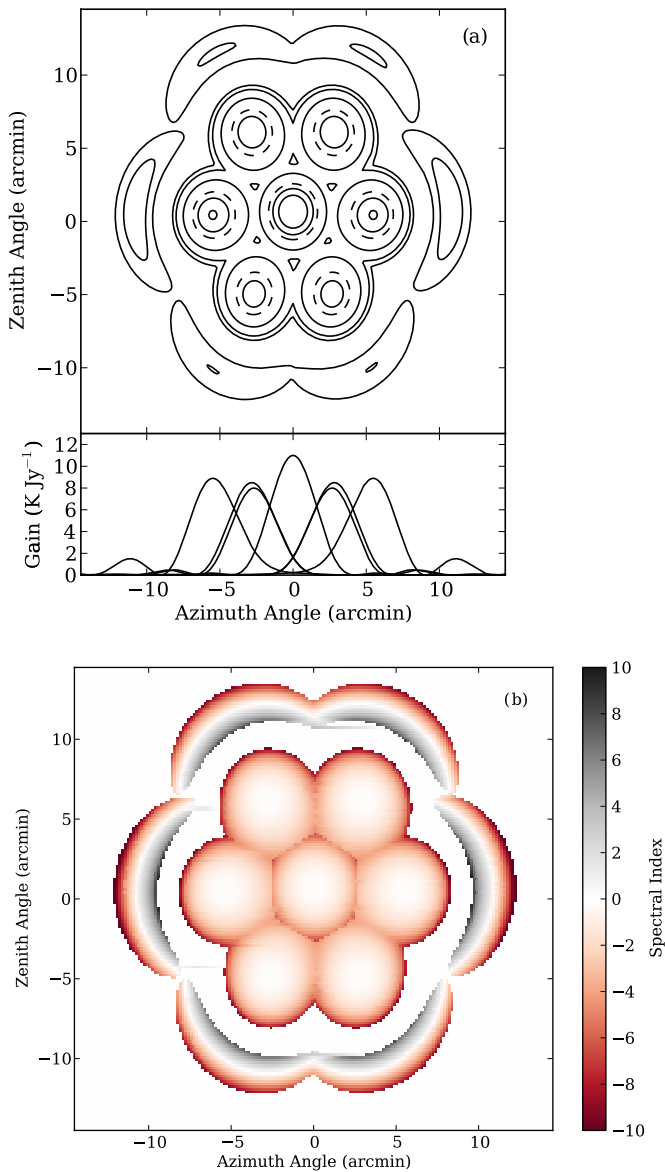 (a)
Zenith Angle (arcmin)
10
5
0
−5
−10
Gain (K Jy−1)
12
10
8
6
4
2
0
−10 −5 0 5 10
Azimuth Angle (arcmin)
(b)
Zenith Angle (arcmin)
10
5
0
−5
−10
−10 −5 0 5 10
Azimuth Angle (arcmin)
10
8
6
4
2
0
−2
−4
−6
−8
−10
Spectral Index